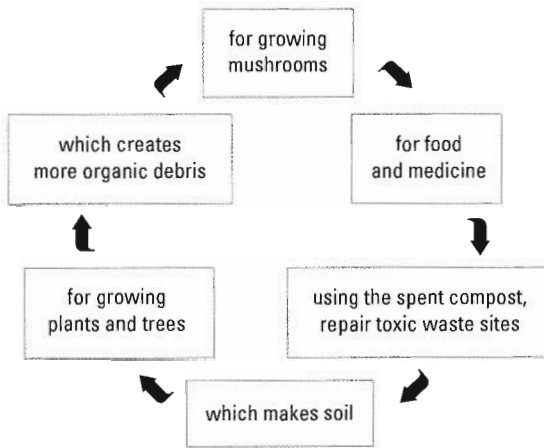 for growing
mushrooms
for food
and medicine
using the spent compost,
repair toxic waste sites
which makes soil
for growing
plants and trees
which creates
more organic debris